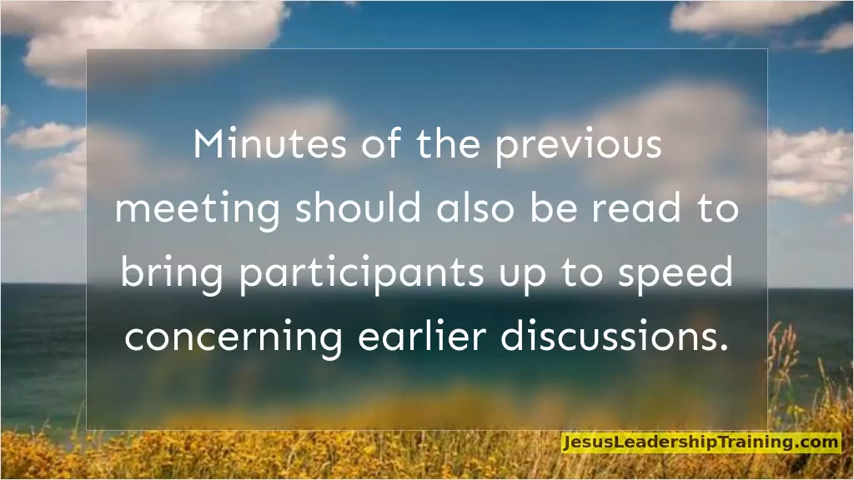 Minutes of the previous
meeting should also be read to
bring participants up to speed
concerning earlier discussions.
JesusLeadershipTraining.com